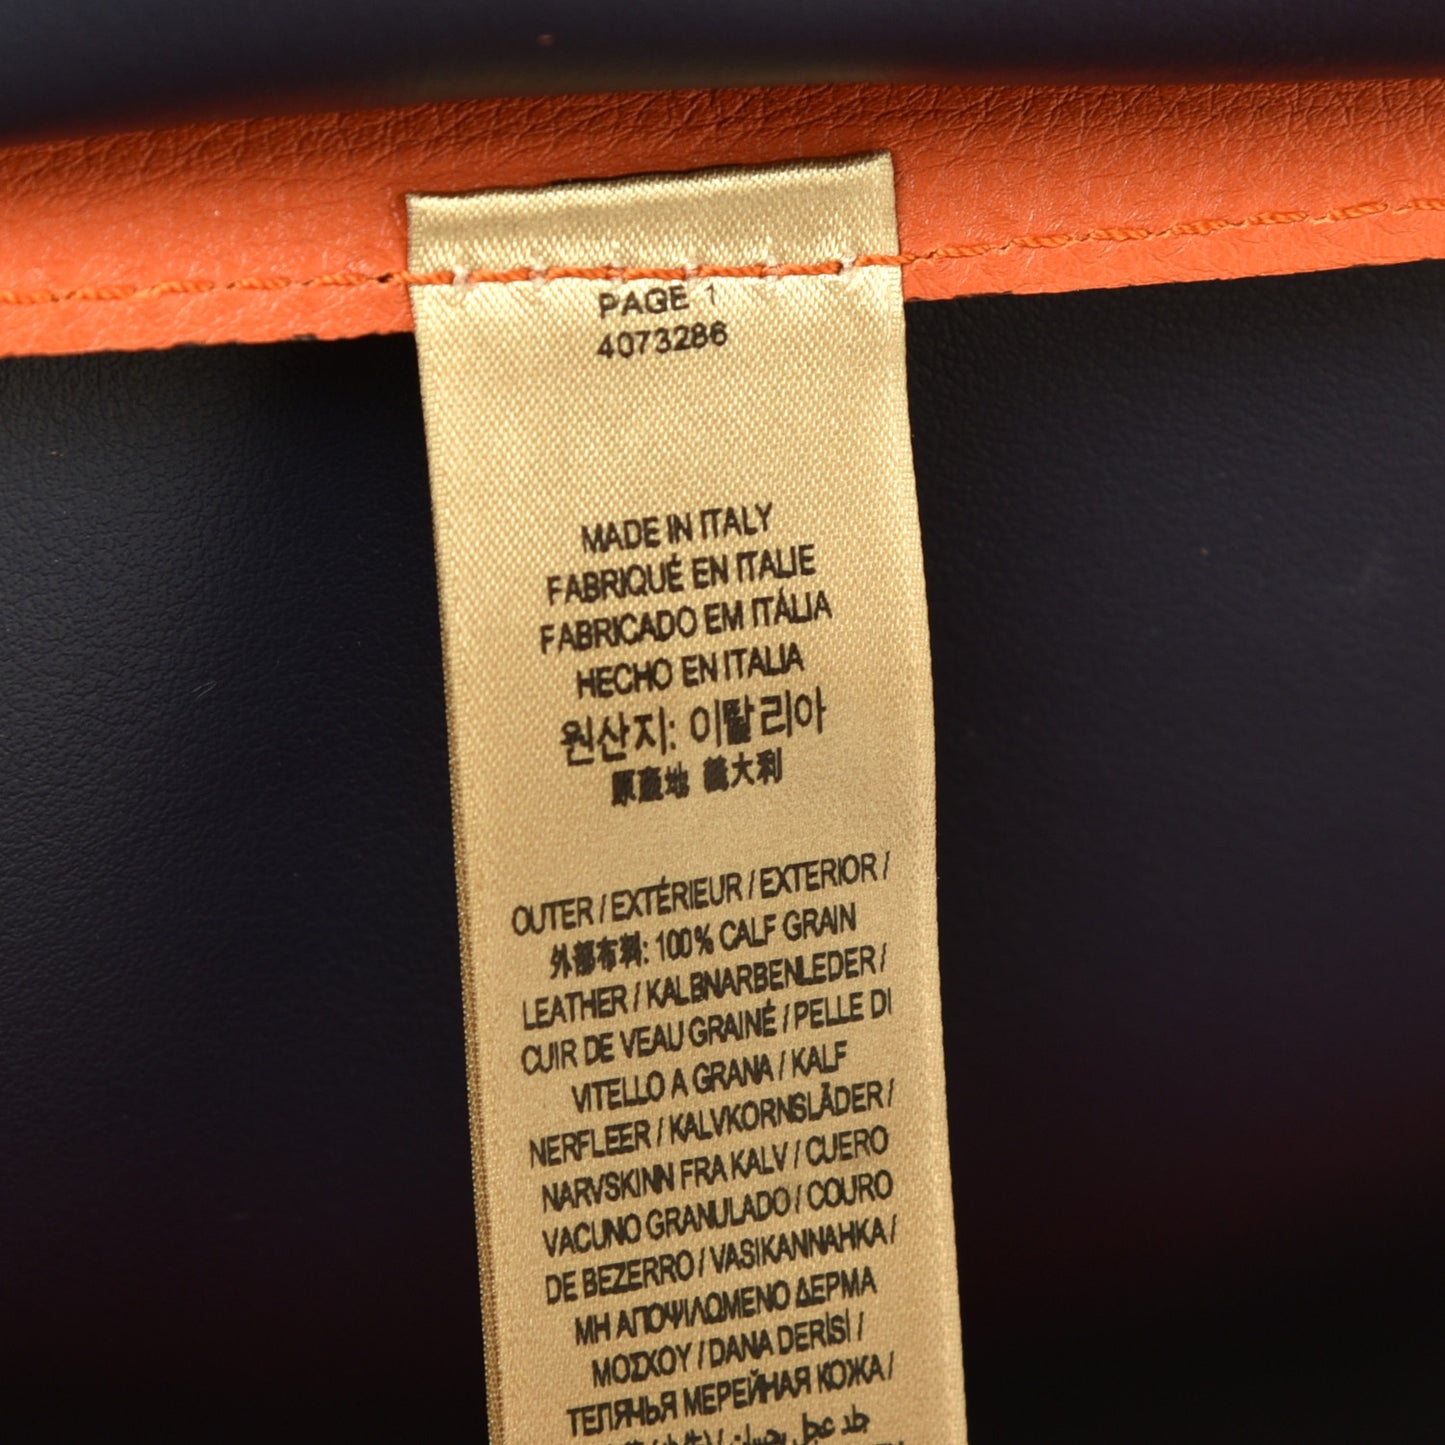 PAGE 1
4073286
MADE IN ITALY
FABRIQUÉ EN ITALIE
FABRICADO EM ITÁLIA
HECHO EN ITALIA
원산지: 이탈리아
原產地 義大利
OUTER / EXTÉRIEUR / EXTERIOR /
外部布料: 100% CALF GRAIN
LEATHER / KALBNARBENLEDER /
CUIR DE VEAU GRAINÉ / PELLE DI
VITELLO A GRANA / KALF
NERFLEER / KALVKORNSLÄDER /
NARVSKINN FRA KALV / CUERO
VACUNO GRANULADO / COURO
DE BEZERRO / VASIKANNAHKA /
ΜΗ ΑΠΟΨΙΛΩΜΕΝΟ ΔΕΡΜΑ
ΜΟΣΧΟΥ / DANA DERİSİ /
ТЕЛЯЧЬЯ МЕРЕЙНАЯ КОЖА /
جلد عجل